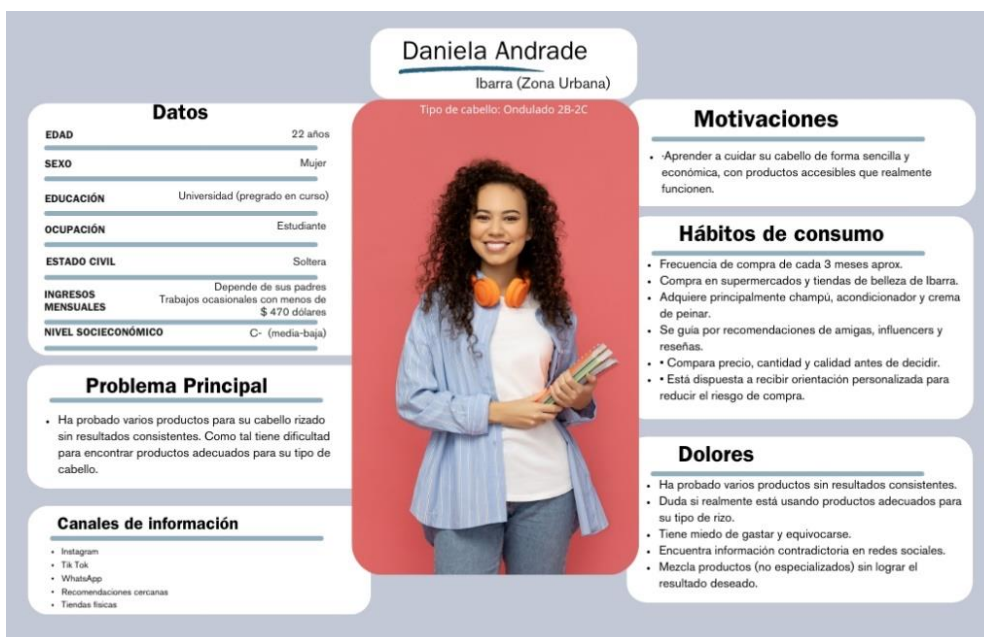 Daniela Andrade
Ibarra (Zona Urbana)
Tipo de cabello: Ondulado 2B-2C
Datos
EDAD 22 años
SEXO Mujer
EDUCACIÓN Universidad (pregrado en curso)
OCUPACIÓN Estudiante
ESTADO CIVIL Soltera
INGRESOS MENSUALES
Depende de sus padres
Trabajos ocasionales con menos de
$ 470 dólares
NIVEL SOCIECONÓMICO C- (media-baja)
Problema Principal
• Ha probado varios productos para su cabello rizado
sin resultados consistentes. Como tal tiene dificultad
para encontrar productos adecuados para su tipo de
cabello.
Canales de información
• Instagram
• Tik Tok
• WhatsApp
• Recomendaciones cercanas
• Tiendas fisicas
Motivaciones
• ·Aprender a cuidar su cabello de forma sencilla y
económica, con productos accesibles que realmente
funcionen.
Hábitos de consumo
• Frecuencia de compra de cada 3 meses aprox.
• Compra en supermercados y tiendas de belleza de Ibarra.
• Adquiere principalmente champú, acondicionador y crema
de peinar.
• Se guía por recomendaciones de amigas, influencers y
reseñas.
• • Compara precio, cantidad y calidad antes de decidir.
• • Está dispuesta a recibir orientación personalizada para
reducir el riesgo de compra.
Dolores
• Ha probado varios productos sin resultados consistentes.
• Duda si realmente está usando productos adecuados para
su tipo de rizo.
• Tiene miedo de gastar y equivocarse.
• Encuentra información contradictoria en redes sociales.
• Mezcla productos (no especializados) sin lograr el
resultado deseado.